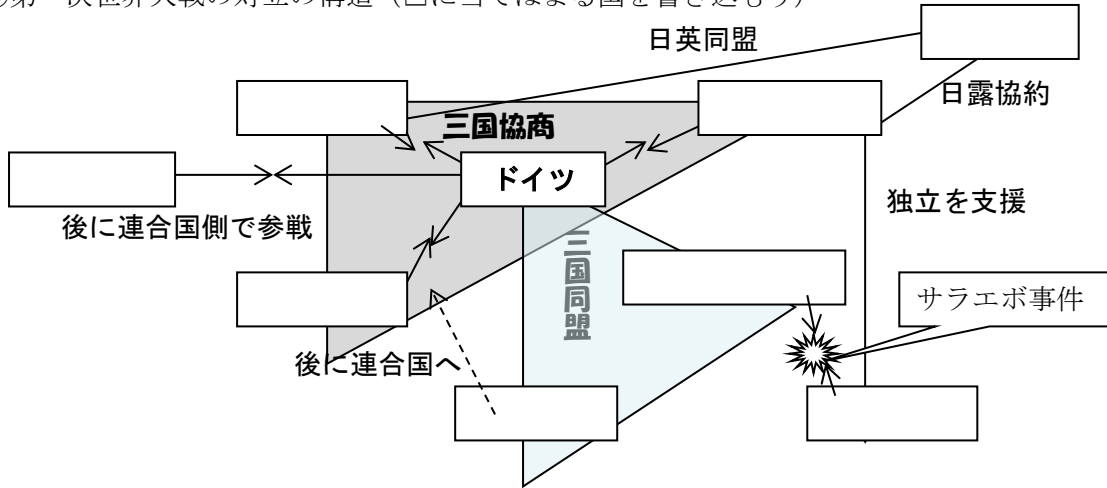 日英同盟
日露協約
三国協商
ドイツ
独立を支援
後に連合国側で参戦
三国同盟
サラエボ事件
後に連合国へ